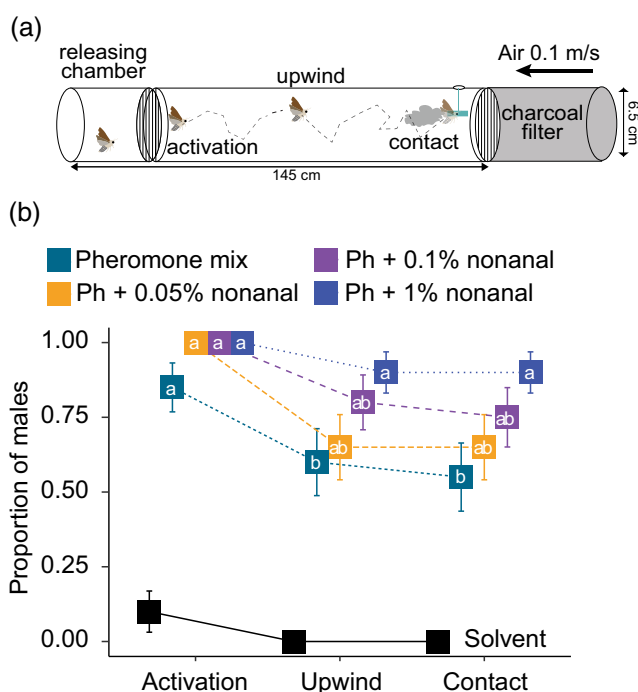 (a)
releasing
chamber
upwind
Air 0.1 m/s
activation
contact
charcoal
filter
6.5 cm
145 cm
(b)
Pheromone mix
Ph + 0.1% nonanal
Ph + 0.05% nonanal
Ph + 1% nonanal
Proportion of males
1.00
0.75
0.50
0.25
0.00
a
a
a
a
a
a
ab
ab
ab
ab
b
b
Solvent
Activation
Upwind
Contact